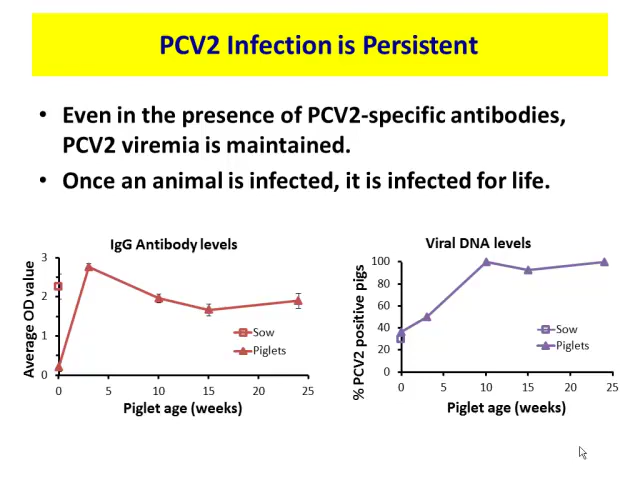 PCV2 Infection is Persistent
• Even in the presence of PCV2-specific antibodies,
PCV2 viremia is maintained.
• Once an animal is infected, it is infected for life.
IgG Antibody levels
Average OD value
3
2
1
0
0 5 10 15 20 25
Piglet age (weeks)
Sow
Piglets
Viral DNA levels
% PCV2 positive pigs
100
80
60
40
20
0
0 5 10 15 20 25
Piglet age (weeks)
Sow
Piglets